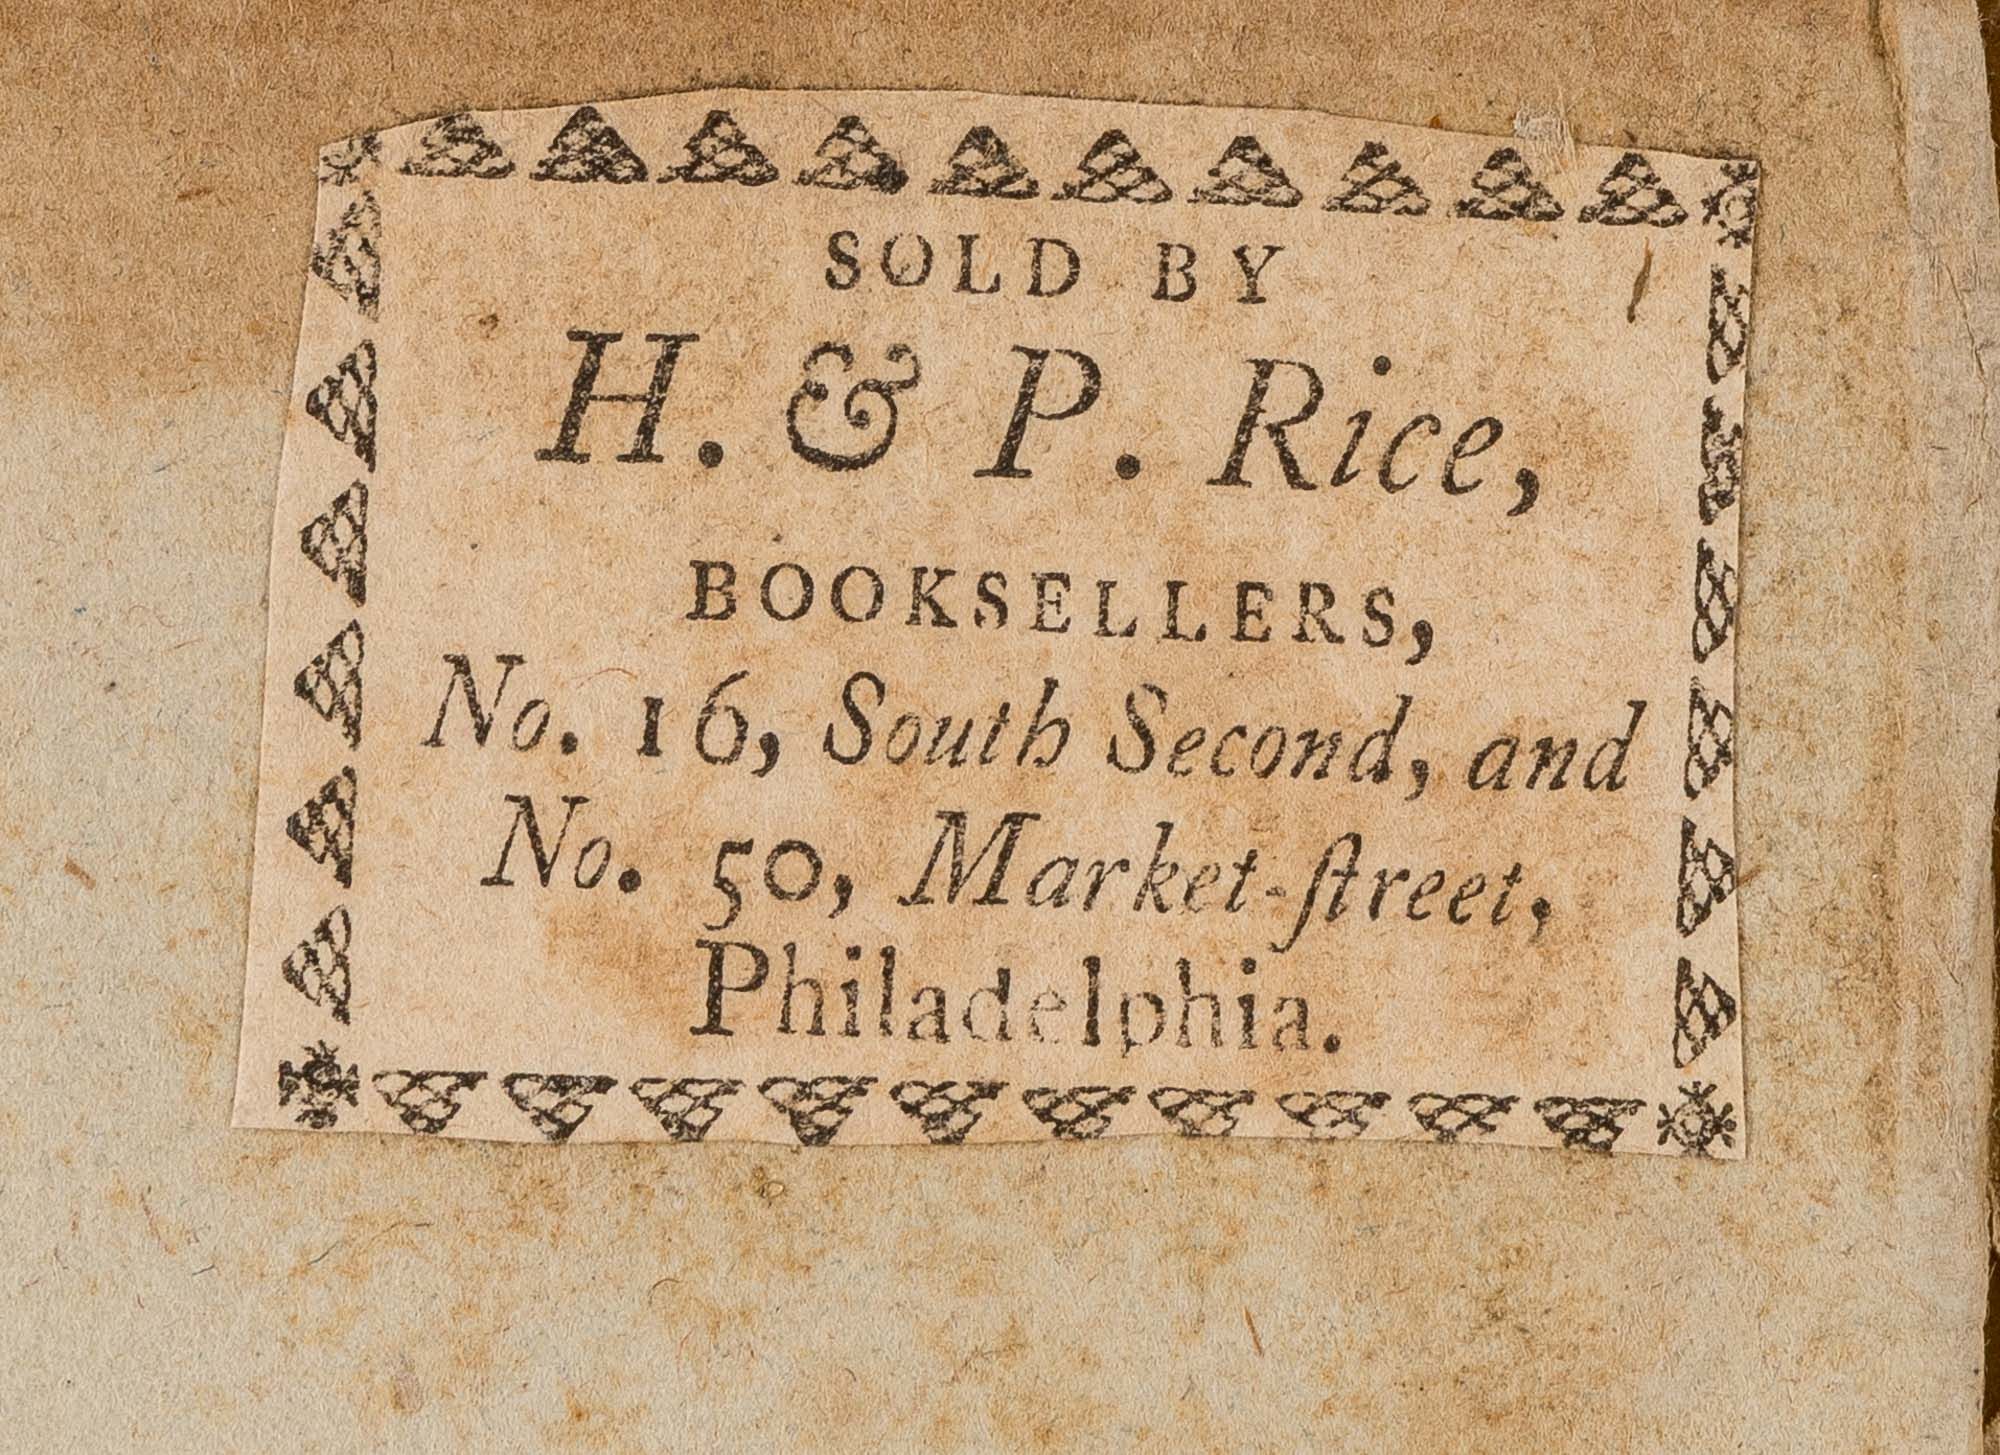 SOLD BY
H. & P. Rice,
BOOKSELLERS,
No. 16, South Second, and
No. 50, Market-ſtreet,
Philadelphia.